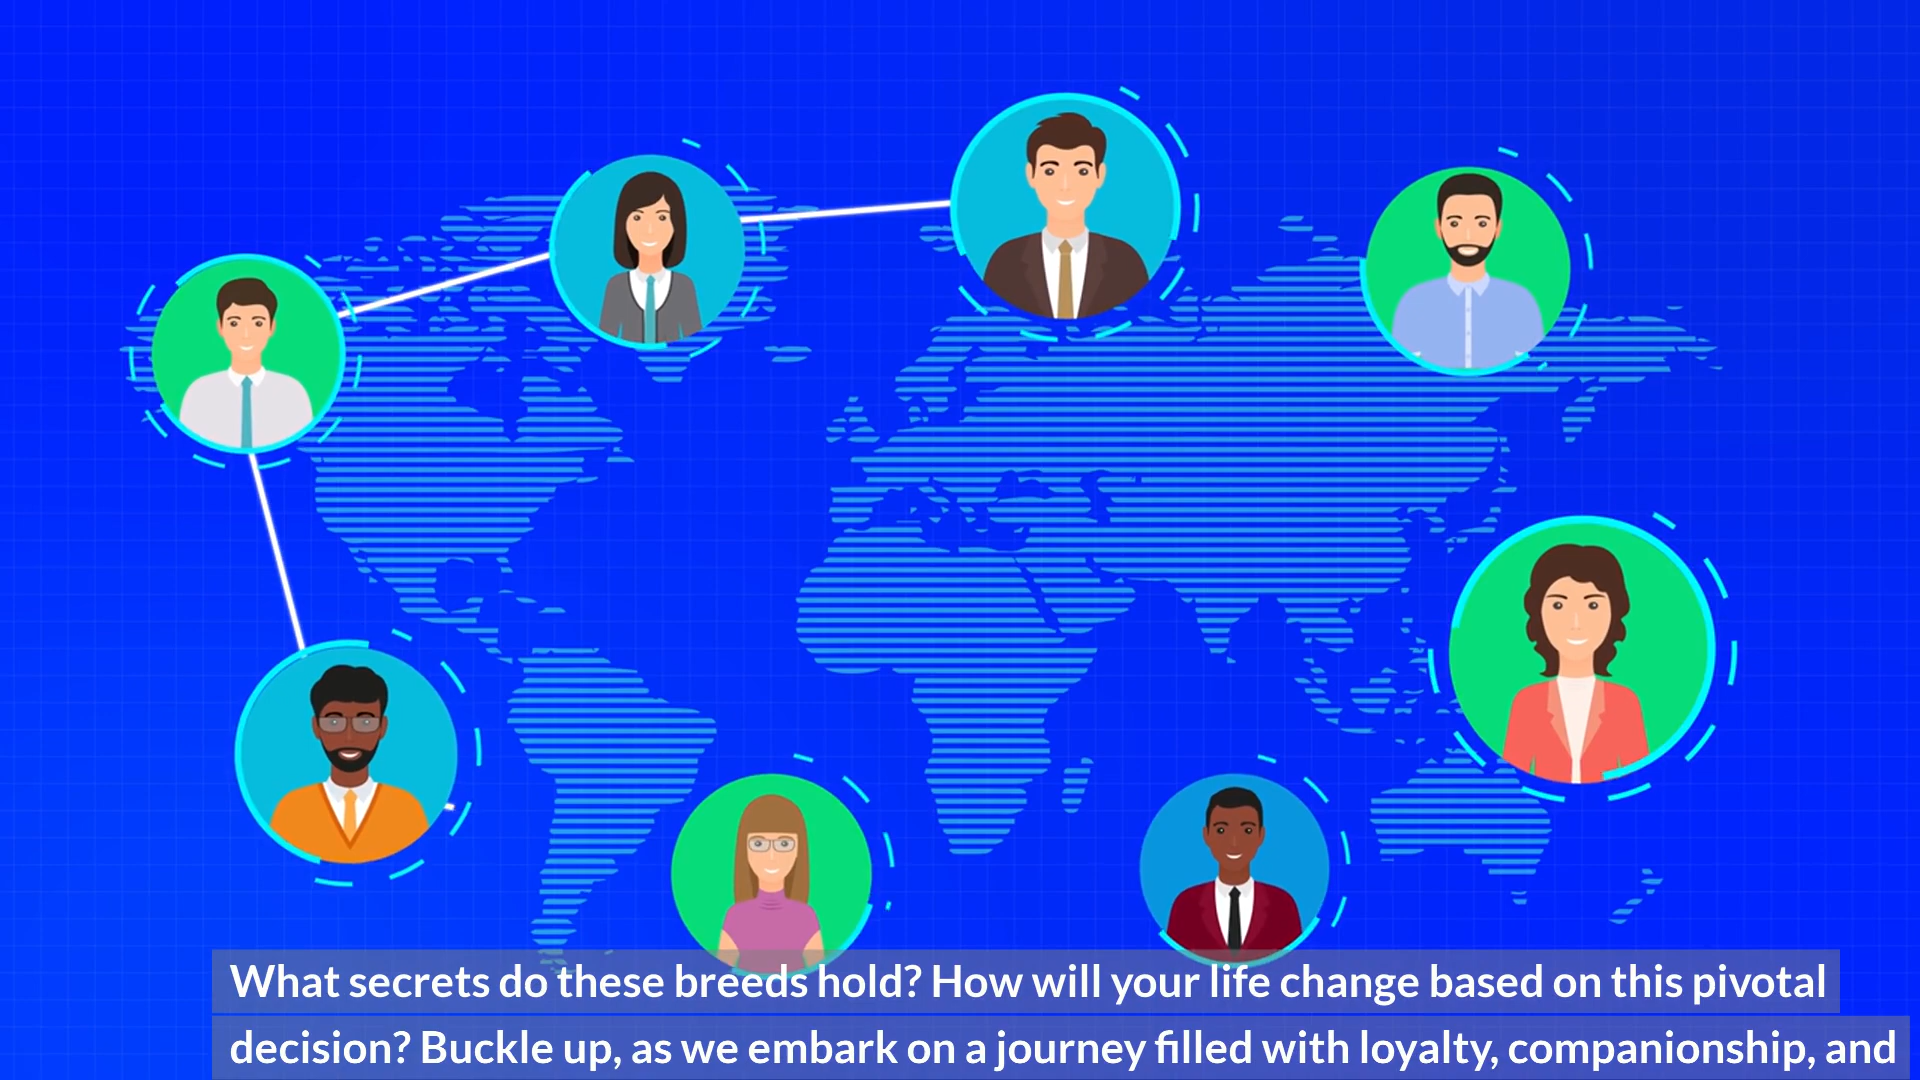 What secrets do these breeds hold? How will your life change based on this pivotal
decision? Buckle up, as we embark on a journey filled with loyalty, companionship, and